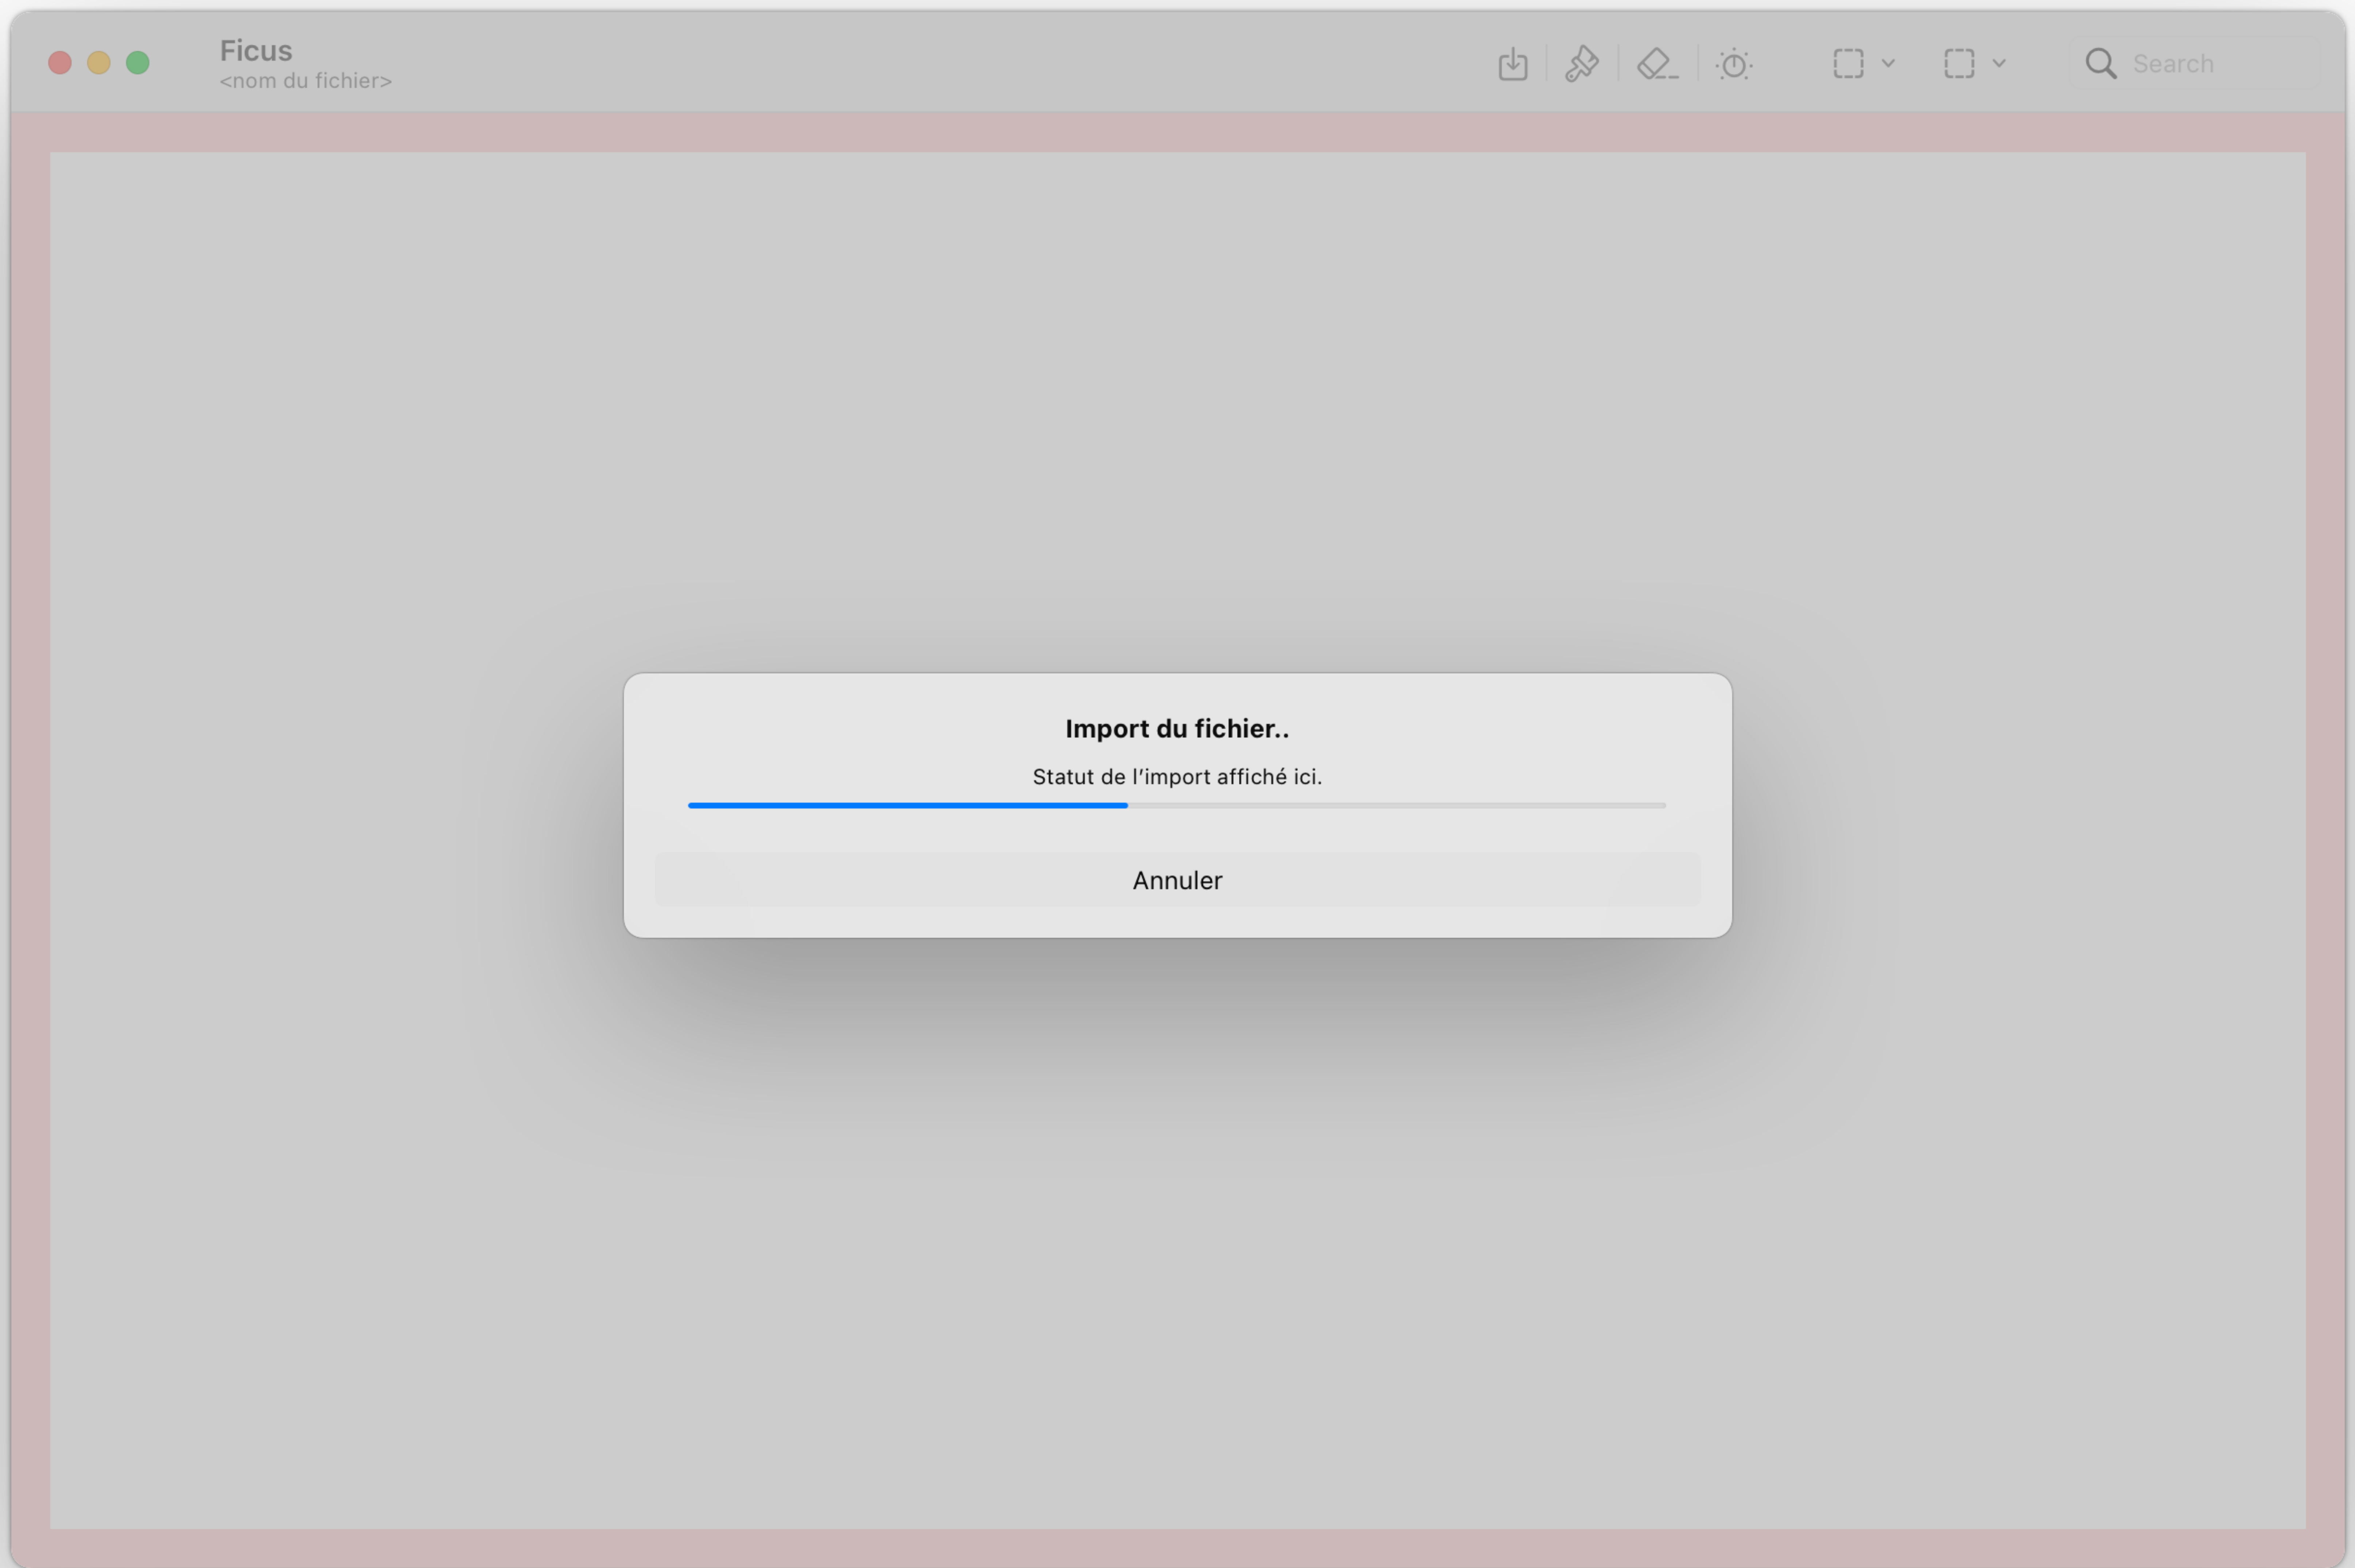 Ficus
<nom du fichier>
Search
Import du fichier..
Statut de l’import affiché ici.
Annuler